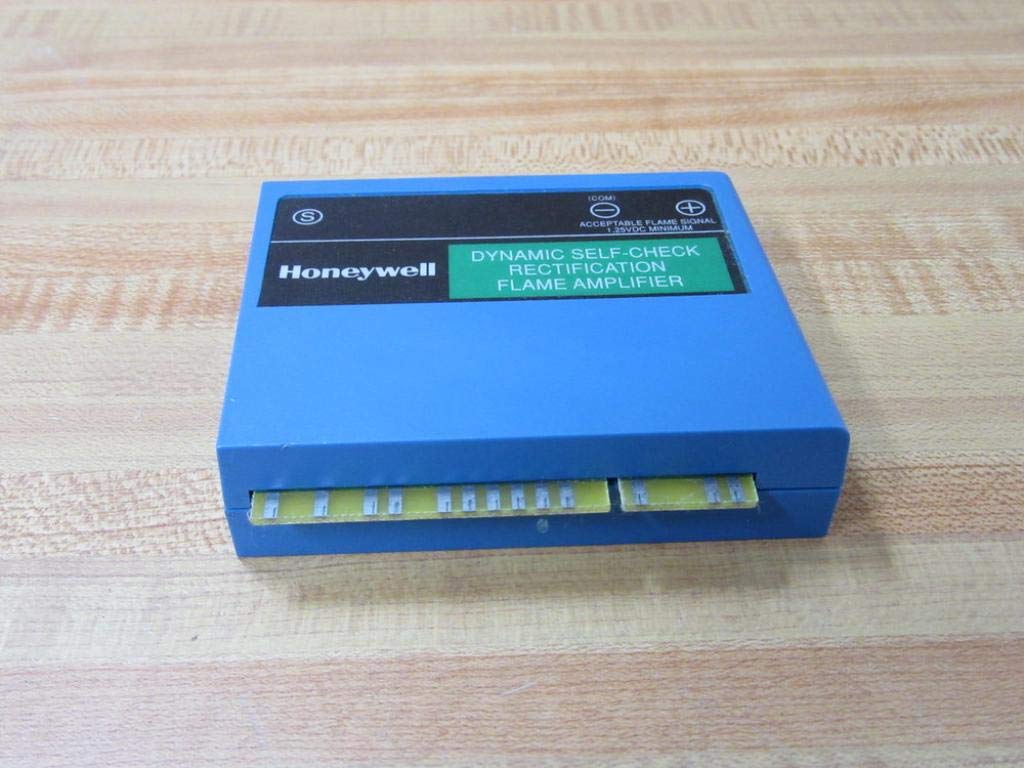 S
(COM)
ACCEPTABLE FLAME SIGNAL
1.25VDC MINIMUM
Honeywell
DYNAMIC SELF-CHECK
RECTIFICATION
FLAME AMPLIFIER